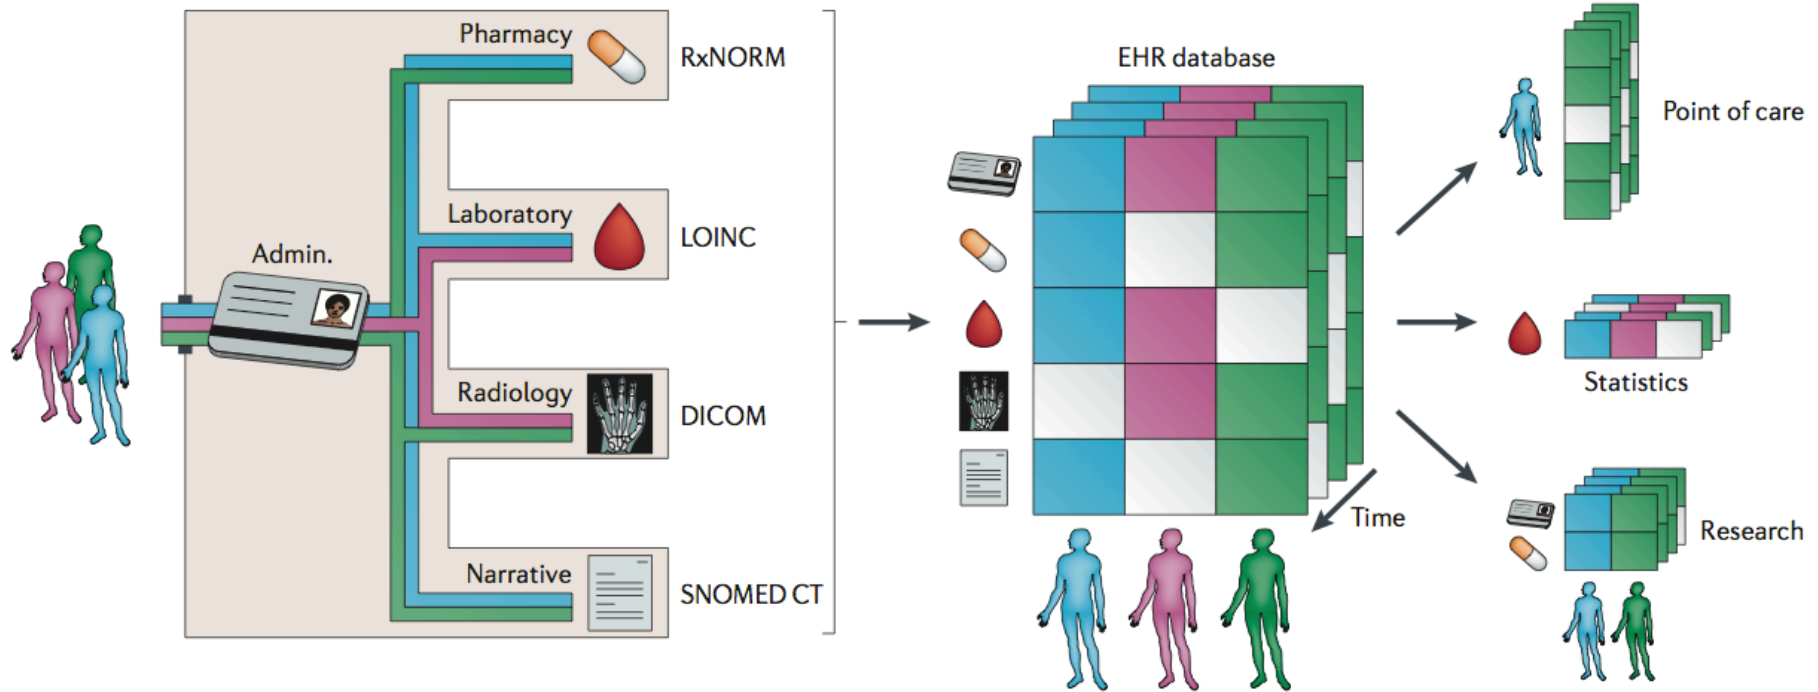 Pharmacy
RxNORM
Laboratory
LOINC
Admin.
Radiology
DICOM
Narrative
SNOMED CT
EHR database
Time
Point of care
Statistics
Research